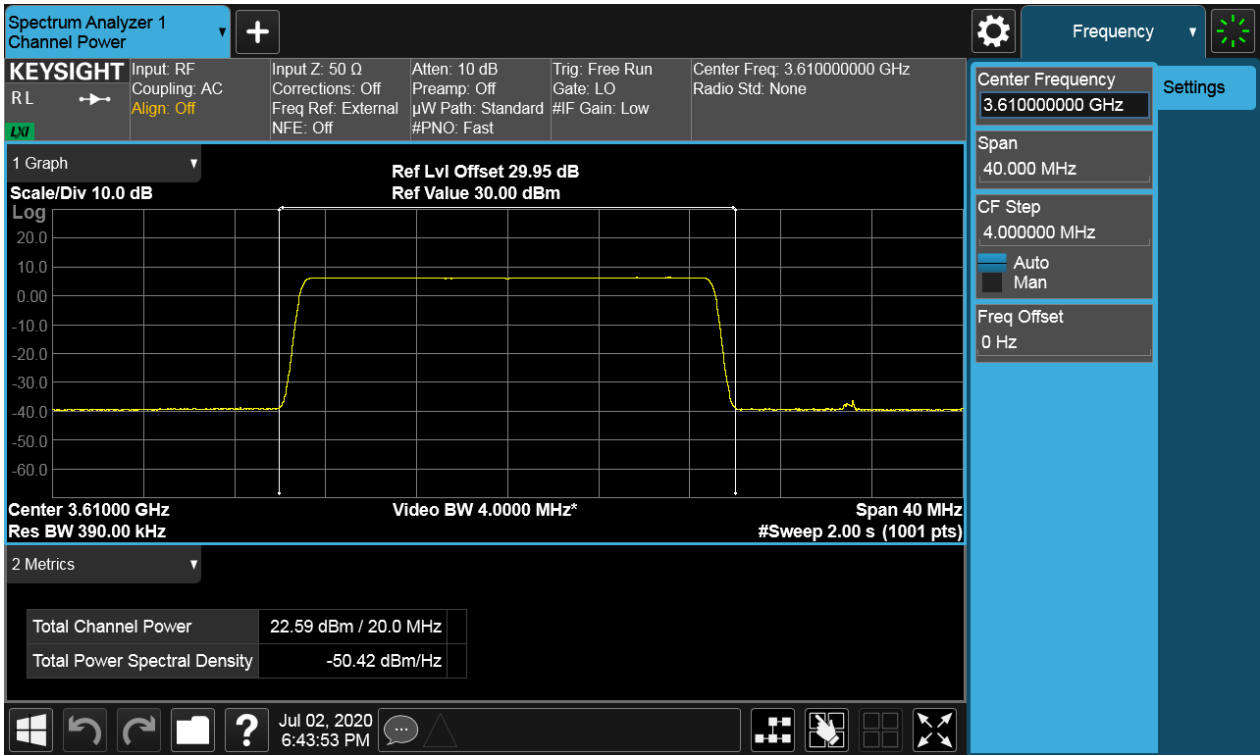 Spectrum Analyzer 1
Channel Power
Frequency
KEYSIGHT
RL
LXI
Input: RF
Coupling: AC
Align: Off
Input Z: 50 Ω
Corrections: Off
Freq Ref: External
NFE: Off
Atten: 10 dB
Preamp: Off
µW Path: Standard
#PNO: Fast
Trig: Free Run
Gate: LO
#IF Gain: Low
Center Freq: 3.610000000 GHz
Radio Std: None
1 Graph
Ref Lvl Offset 29.95 dB
Scale/Div 10.0 dB
Ref Value 30.00 dBm
Log
20.0
10.0
0.00
-10.0
-20.0
-30.0
-40.0
-50.0
-60.0
Center 3.61000 GHz
Video BW 4.0000 MHz*
Span 40 MHz
Res BW 390.00 kHz
#Sweep 2.00 s (1001 pts)
2 Metrics
Total Channel Power 22.59 dBm / 20.0 MHz
Total Power Spectral Density -50.42 dBm/Hz
Jul 02, 2020
6:43:53 PM
Center Frequency
3.610000000 GHz
Span
40.000 MHz
CF Step
4.000000 MHz
Auto
Man
Freq Offset
0 Hz
Settings